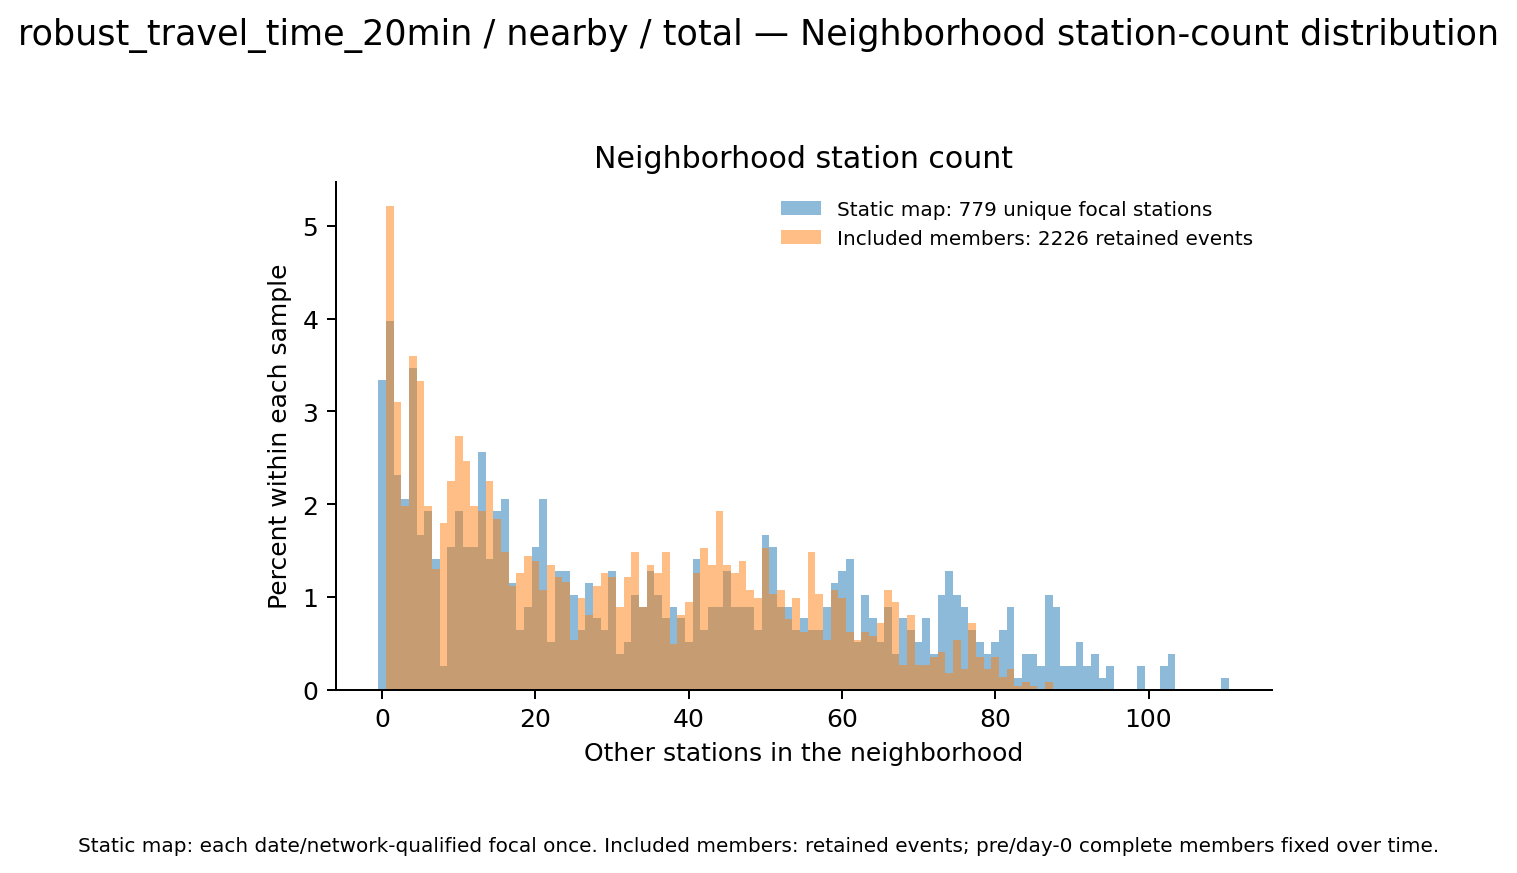 robust_travel_time_20min / nearby / total — Neighborhood station-count distribution
Neighborhood station count
Static map: 779 unique focal stations
Included members: 2226 retained events
Percent within each sample
5
4
3
2
1
0
0 20 40 60 80 100
Other stations in the neighborhood
Static map: each date/network-qualified focal once. Included members: retained events; pre/day-0 complete members fixed over time.